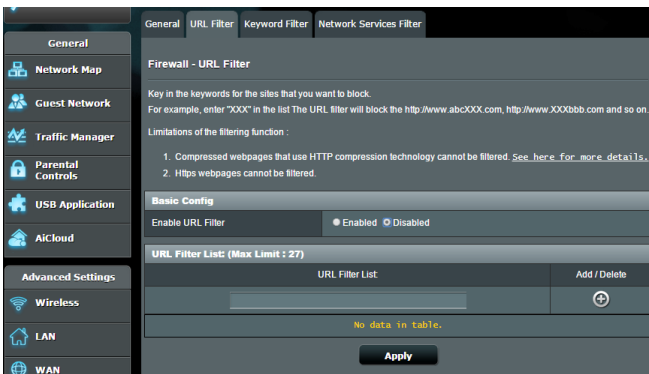 General URL Filter Keyword Filter Network Services Filter
General
Network Map
Guest Network
Traffic Manager
Parental
Controls
USB Application
AiCloud
Advanced Settings
Wireless
LAN
WAN
Firewall - URL Filter
Key in the keywords for the sites that you want to block.
For example, enter "XXX" in the list The URL filter will block the http://www.abcXXX.com, http://www.XXXbbb.com and so on.
Limitations of the filtering function :
1. Compressed webpages that use HTTP compression technology cannot be filtered. See here for more details.
2. Https webpages cannot be filtered.
Basic Config
Enable URL Filter Enabled Disabled
URL Filter List: (Max Limit : 27)
URL Filter List Add / Delete
No data in table.
Apply